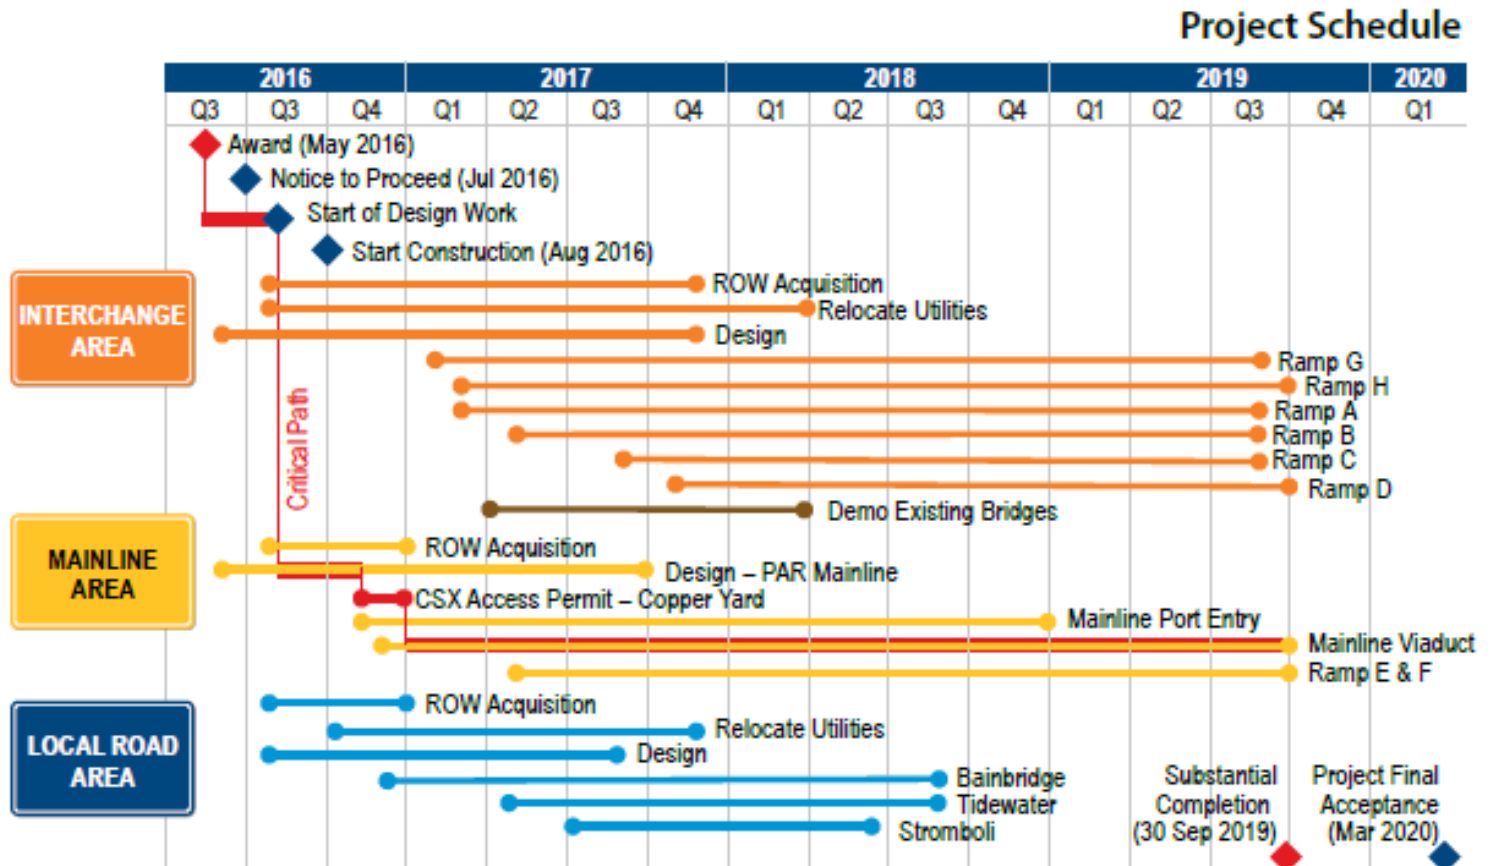 Project Schedule
2016 2017 2018 2019 2020
Q3 Q3 Q4 Q1 Q2 Q3 Q4 Q1 Q2 Q3 Q4 Q1 Q2 Q3 Q4 Q1
Award (May 2016)
Notice to Proceed (Jul 2016)
Start of Design Work
Start Construction (Aug 2016)
INTERCHANGE
AREA
ROW Acquisition
Relocate Utilities
Design
Ramp G
Ramp H
Ramp A
Ramp B
Ramp C
Ramp D
Demo Existing Bridges
Critical Path
MAINLINE
AREA
ROW Acquisition
Design – PAR Mainline
CSX Access Permit – Copper Yard
Mainline Port Entry
Mainline Viaduct
Ramp E & F
LOCAL ROAD
AREA
ROW Acquisition
Relocate Utilities
Design
Bainbridge
Tidewater
Stromboli
Substantial
Completion
(30 Sep 2019)
Project Final
Acceptance
(Mar 2020)